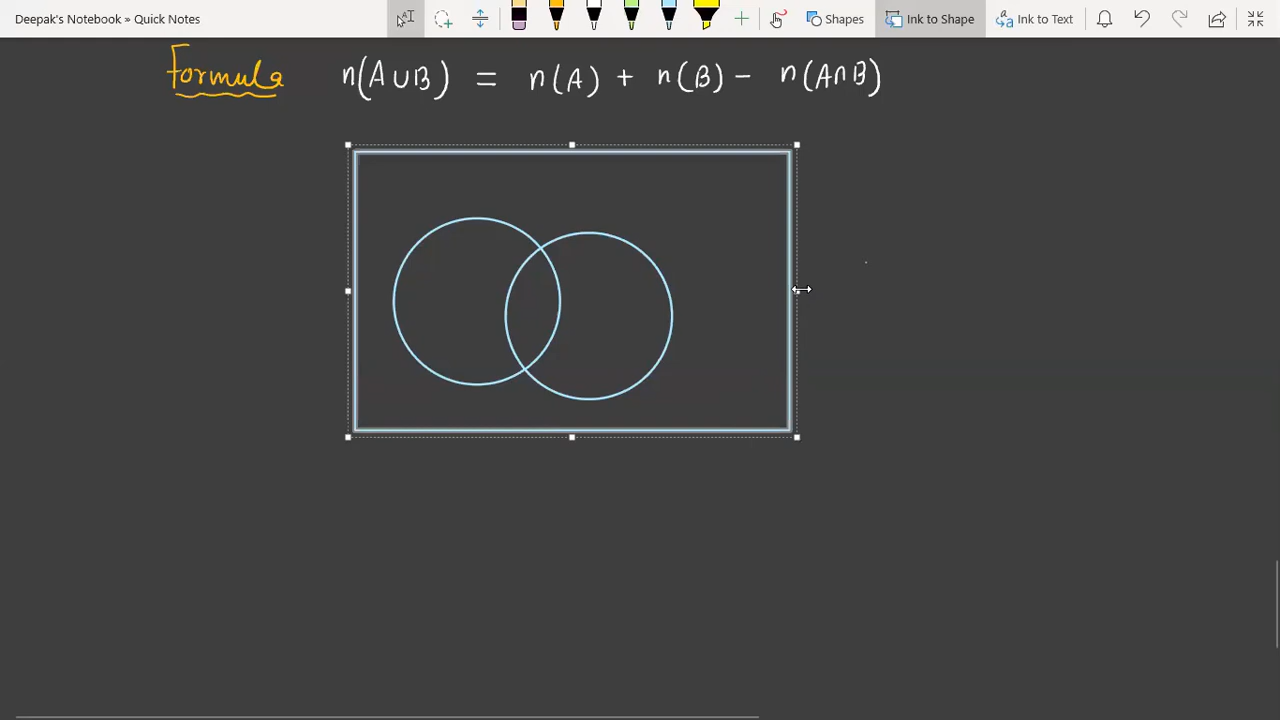 Deepak's Notebook » Quick Notes
Shapes
Ink to Shape
Ink to Text
Formula n(A∪B) = n(A) + n(B) − n(A∩B)